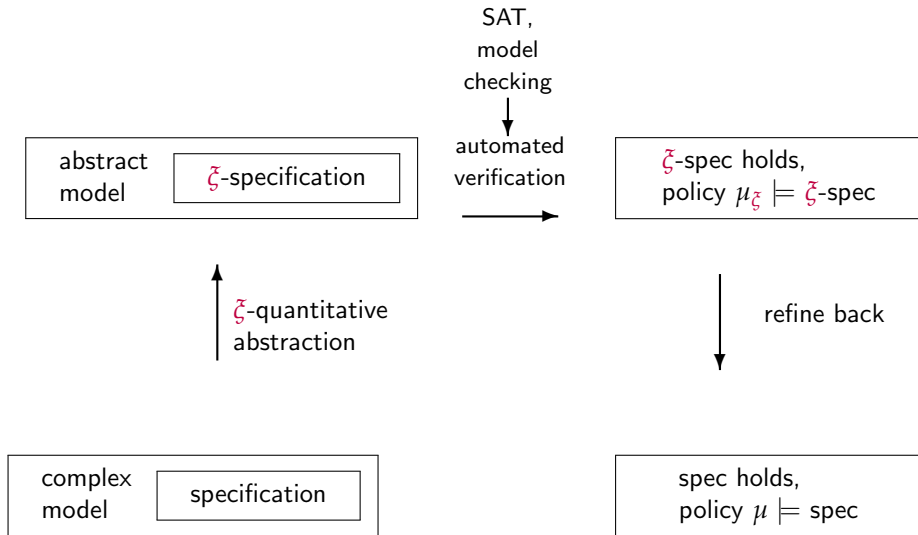 SAT,
model
checking
abstract
model
ξ-specification
automated
verification
ξ-spec holds,
policy μ_ξ ⊨ ξ-spec
ξ-quantitative
abstraction
refine back
complex
model
specification
spec holds,
policy μ ⊨ spec